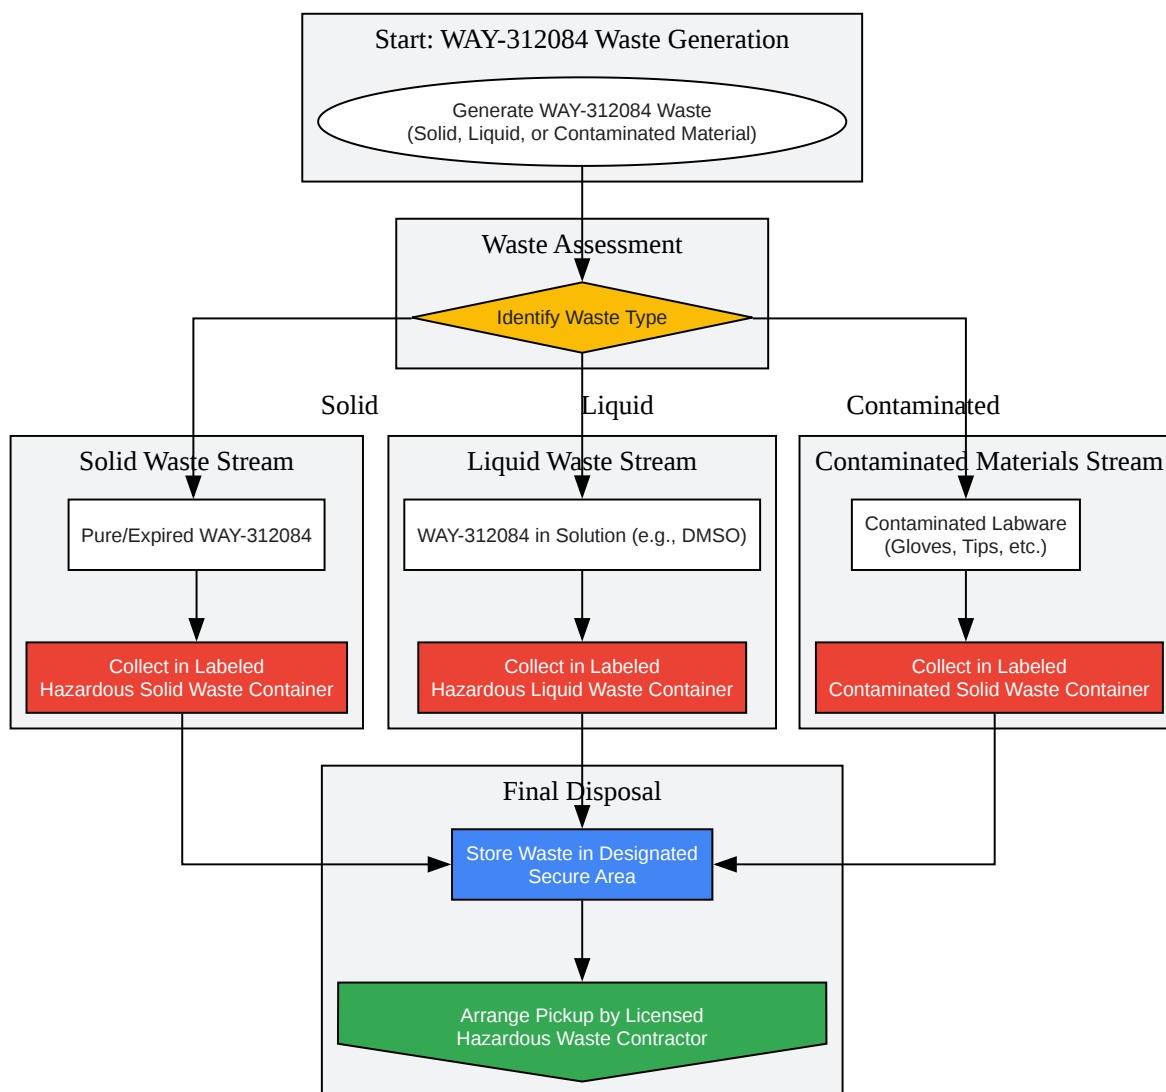 Start: WAY-312084 Waste Generation
Generate WAY-312084 Waste
(Solid, Liquid, or Contaminated Material)
Waste Assessment
Identify Waste Type
Solid
Liquid
Contaminated
Solid Waste Stream
Liquid Waste Stream
Contaminated Materials Stream
Pure/Expired WAY-312084
WAY-312084 in Solution (e.g., DMSO)
Contaminated Labware
(Gloves, Tips, etc.)
Collect in Labeled
Hazardous Solid Waste Container
Collect in Labeled
Hazardous Liquid Waste Container
Collect in Labeled
Contaminated Solid Waste Container
Final Disposal
Store Waste in Designated
Secure Area
Arrange Pickup by Licensed
Hazardous Waste Contractor